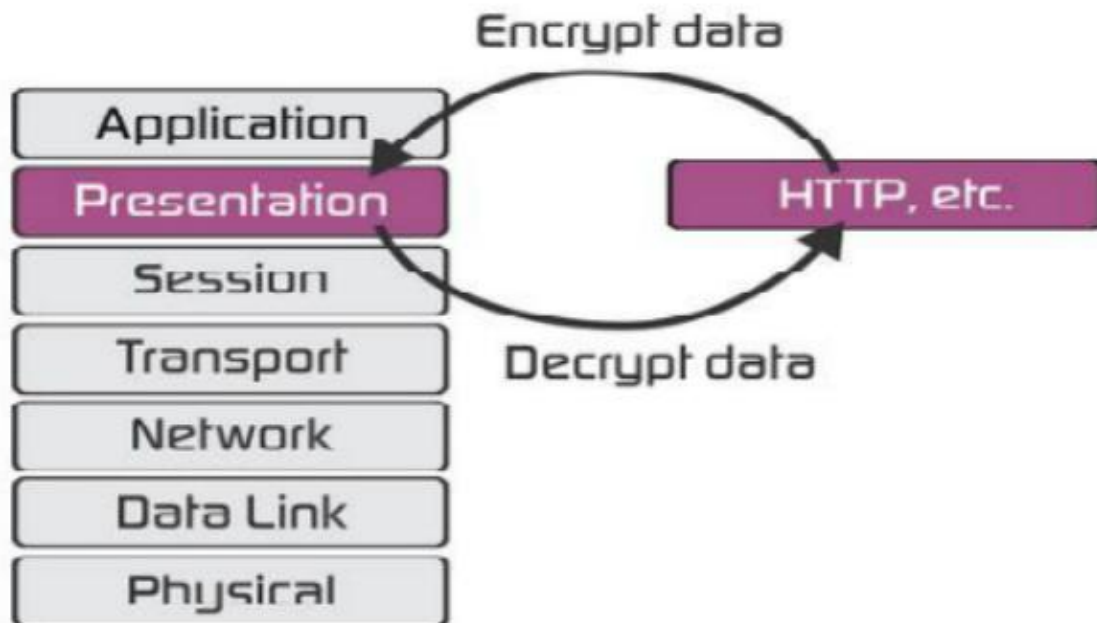 Encrypt data
Application
Presentation
HTTP, etc.
Session
Transport
Decrypt data
Network
Data Link
Physical